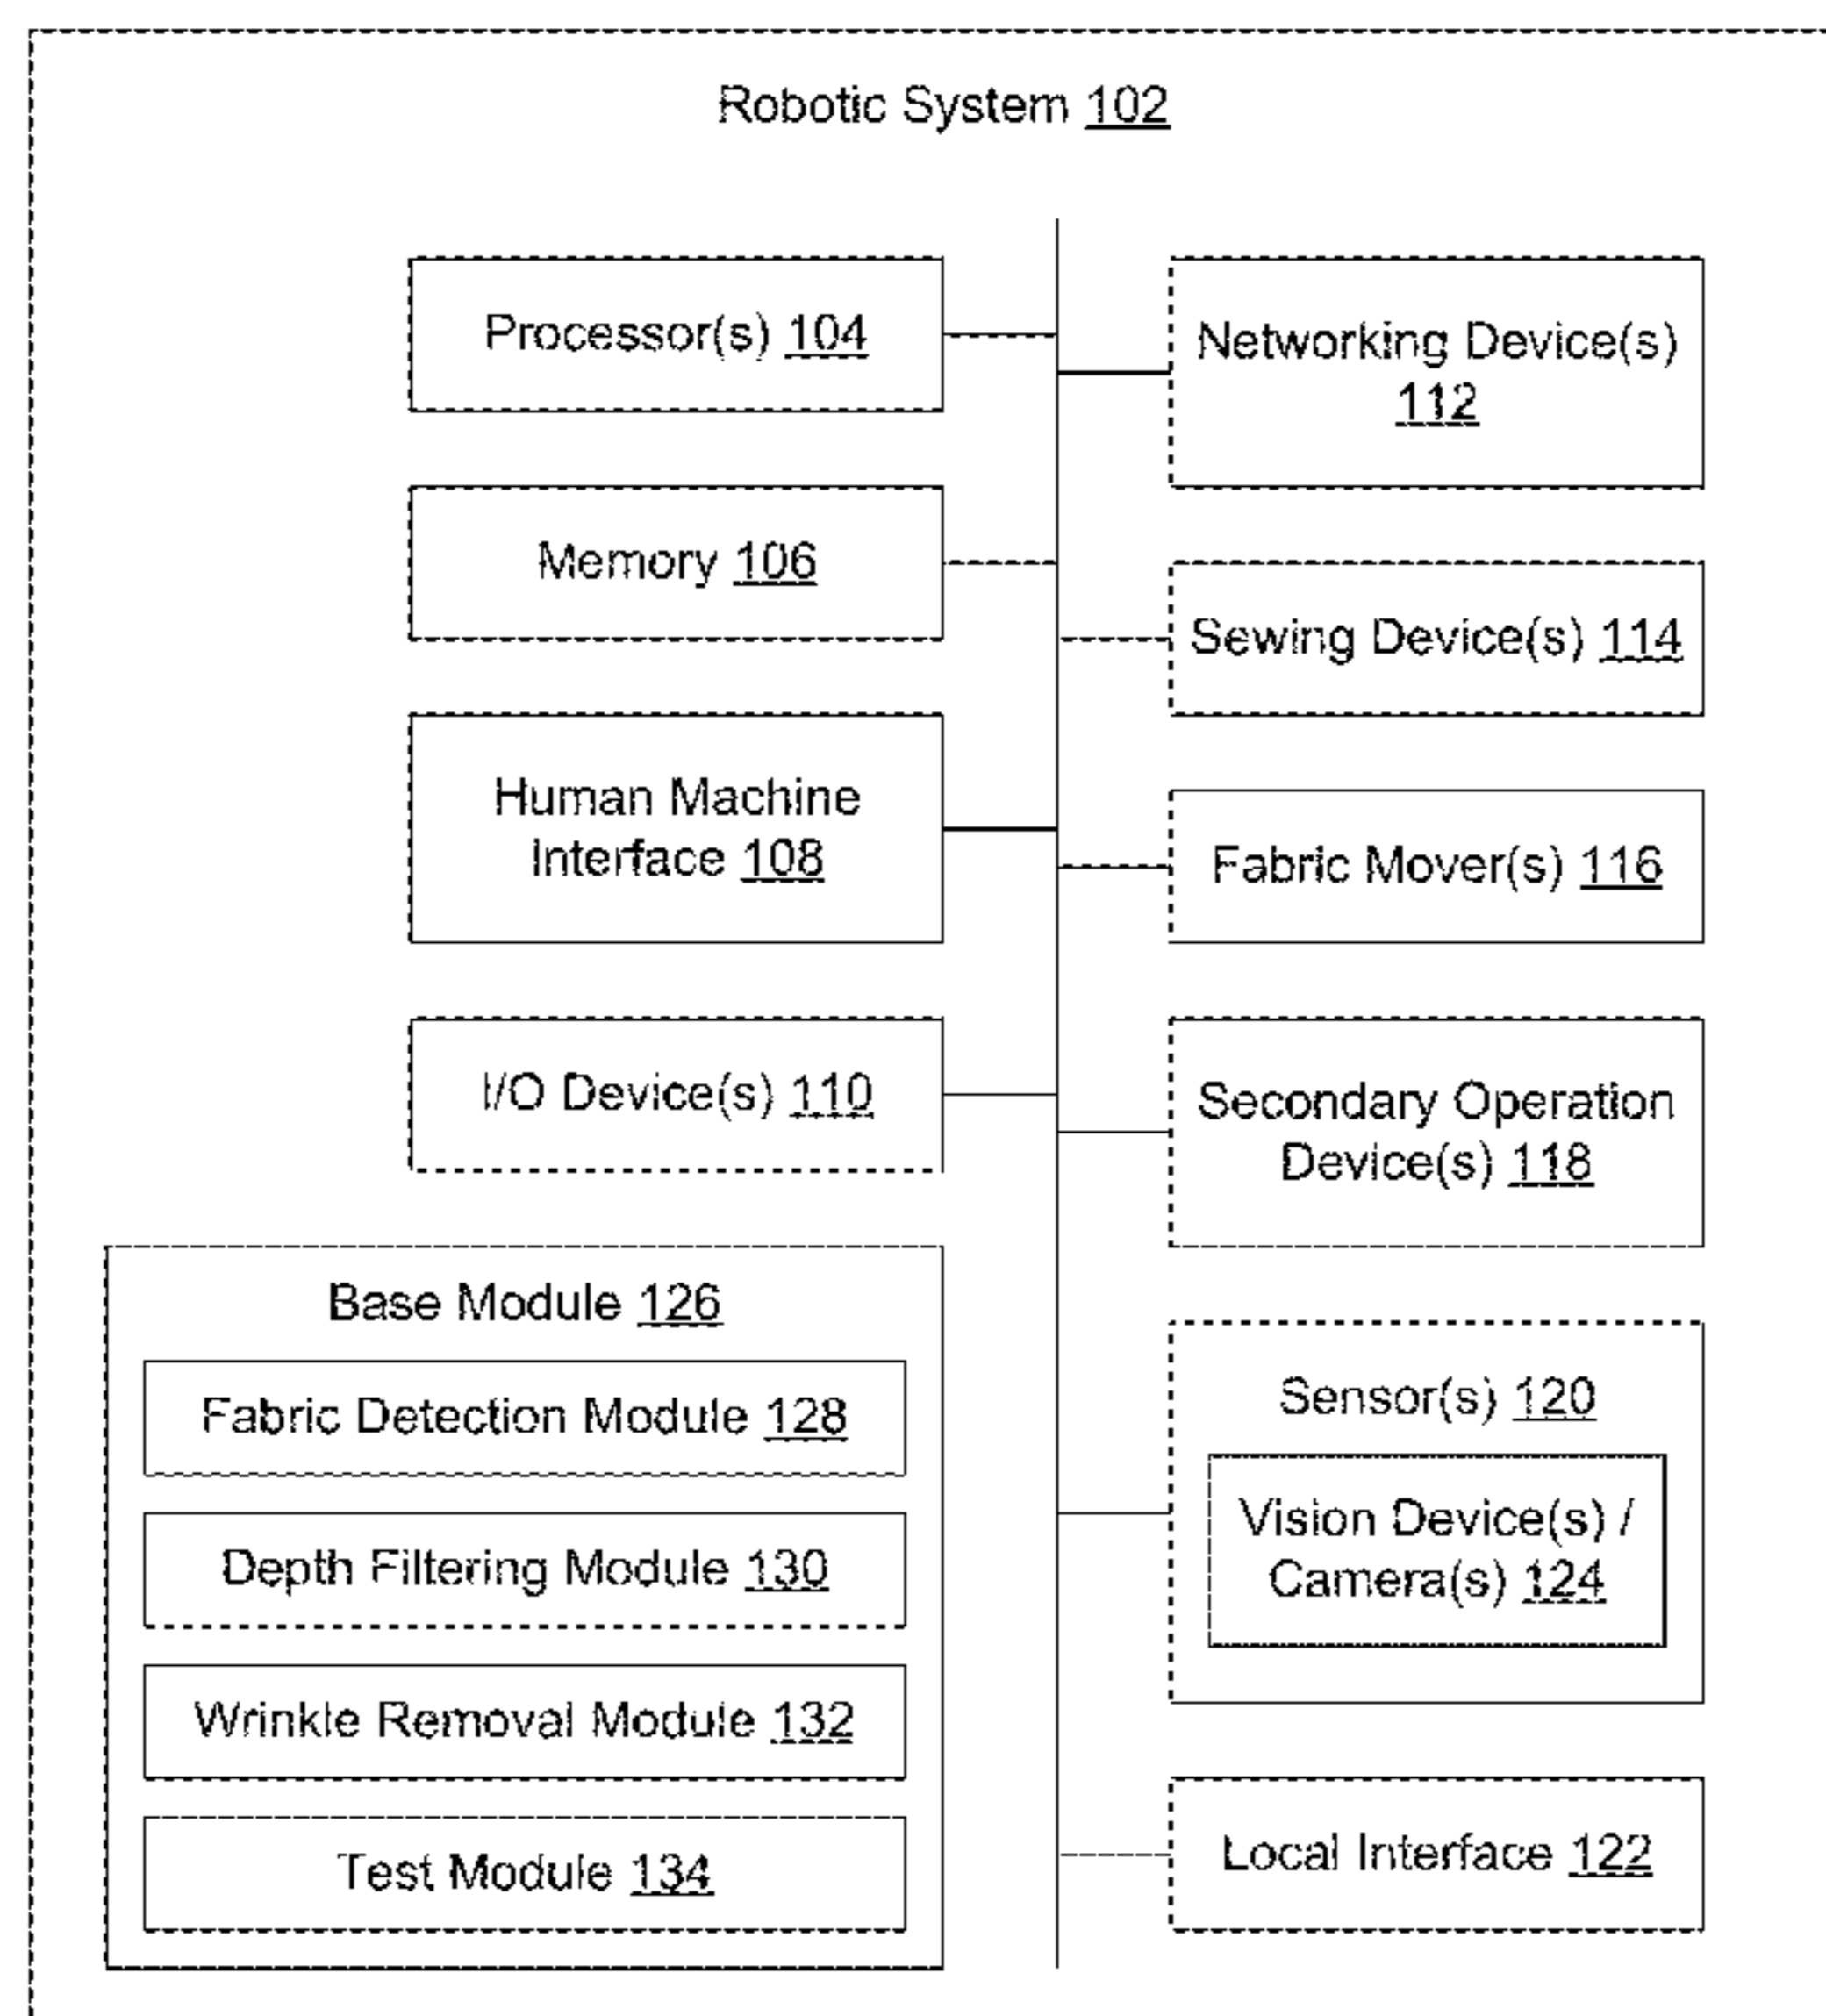 Robotic System 102
Processor(s) 104
Memory 106
Human Machine
Interface 108
I/O Device(s) 110
Base Module 126
Fabric Detection Module 128
Depth Filtering Module 130
Wrinkle Removal Module 132
Test Module 134
Networking Device(s)
112
Sewing Device(s) 114
Fabric Mover(s) 116
Secondary Operation
Device(s) 118
Sensor(s) 120
Vision Device(s) /
Camera(s) 124
Local Interface 122